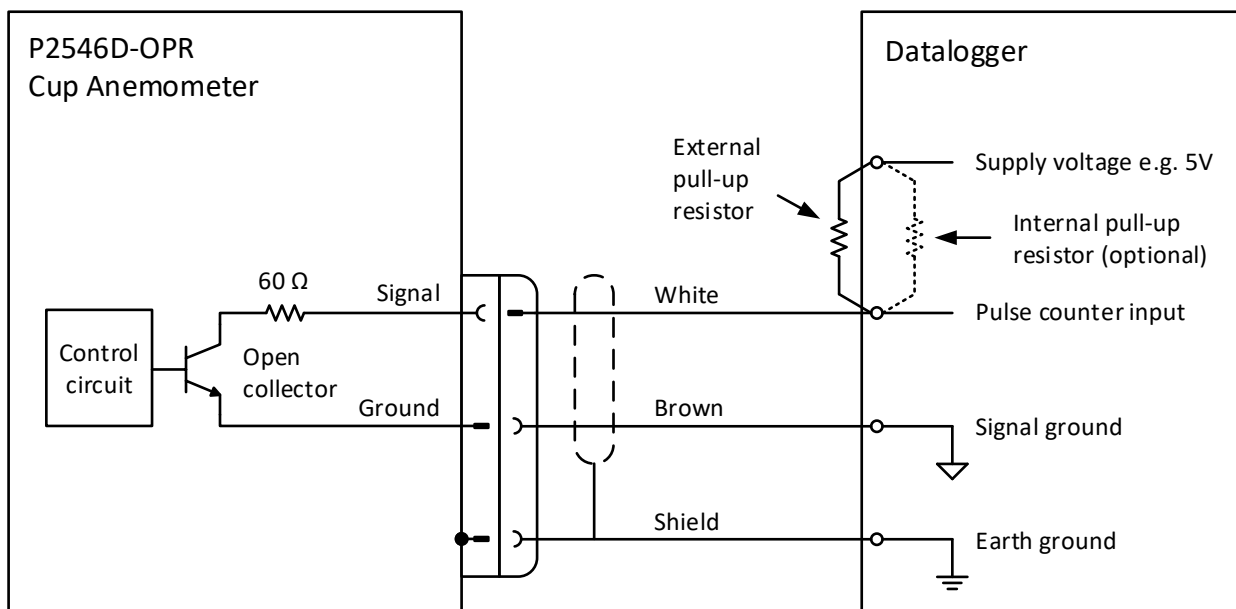 P2546D-OPR
Cup Anemometer
Datalogger
External
pull-up
resistor
Supply voltage e.g. 5V
Internal pull-up
resistor (optional)
60 Ω
Signal
White
Pulse counter input
Control
circuit
Open
collector
Ground
Brown
Signal ground
Shield
Earth ground